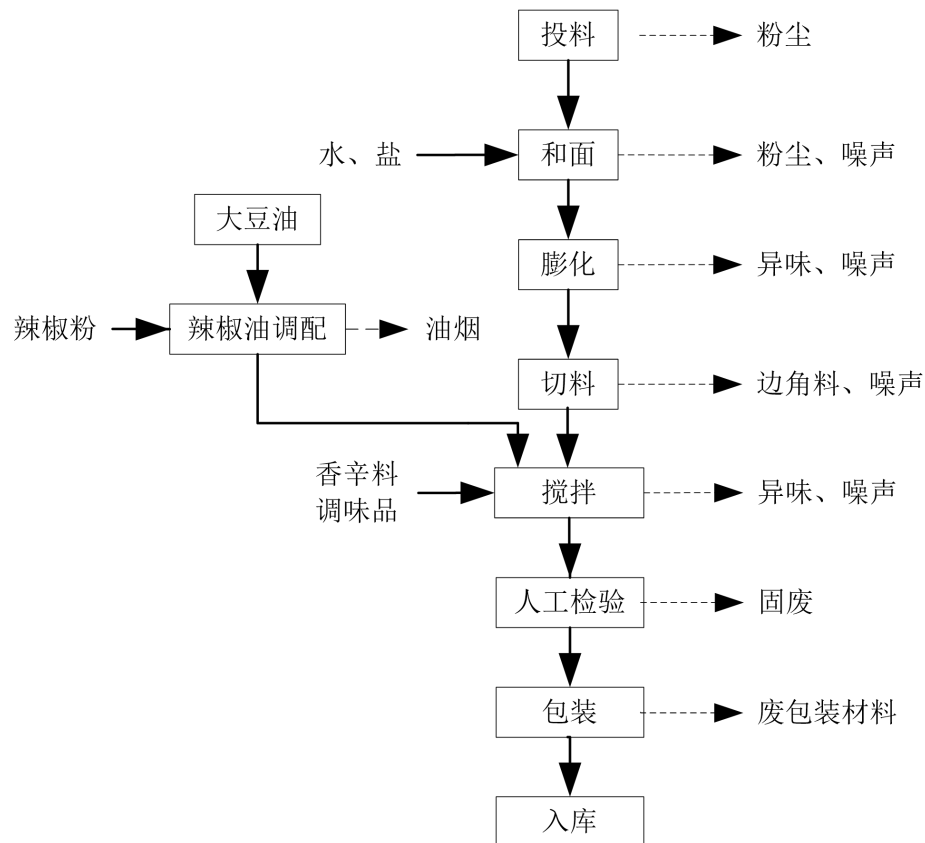 投料
粉尘
水、盐
和面
粉尘、噪声
大豆油
膨化
异味、噪声
辣椒粉
辣椒油调配
油烟
切料
边角料、噪声
香辛料
调味品
搅拌
异味、噪声
人工检验
固废
包装
废包装材料
入库